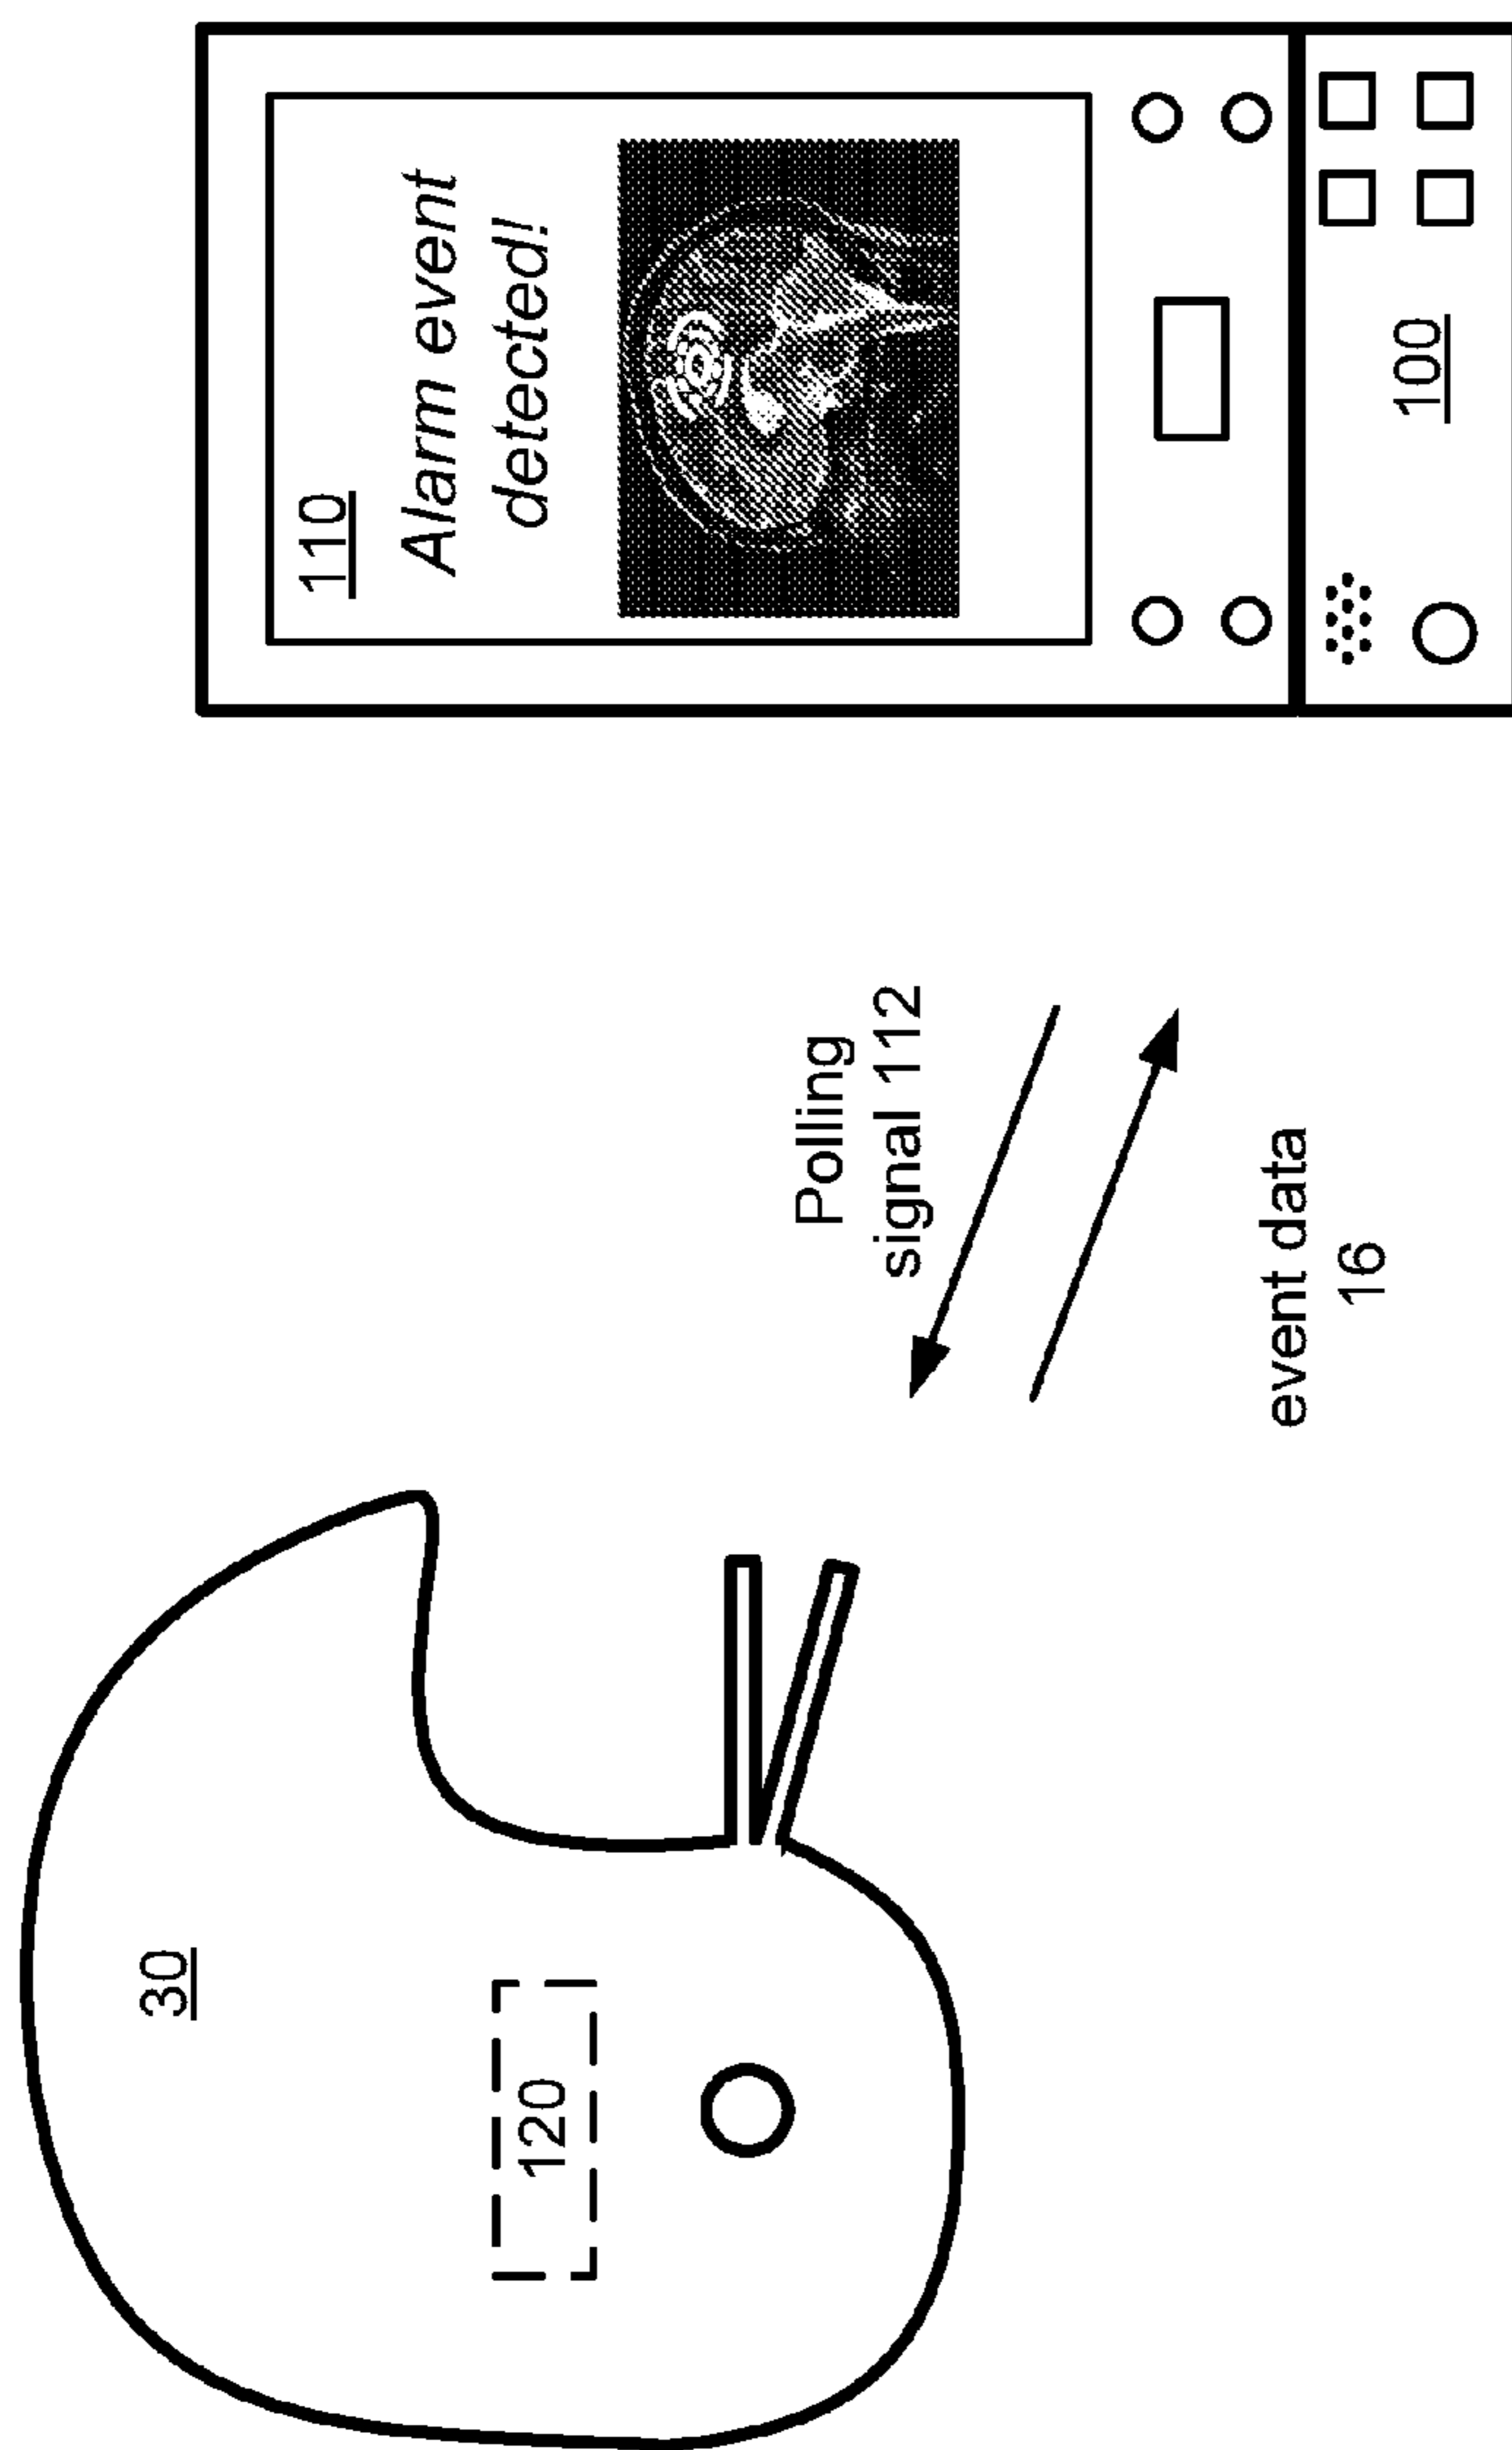 110
Alarm event
detected!
100
Polling
signal 112
event data
16
30
120